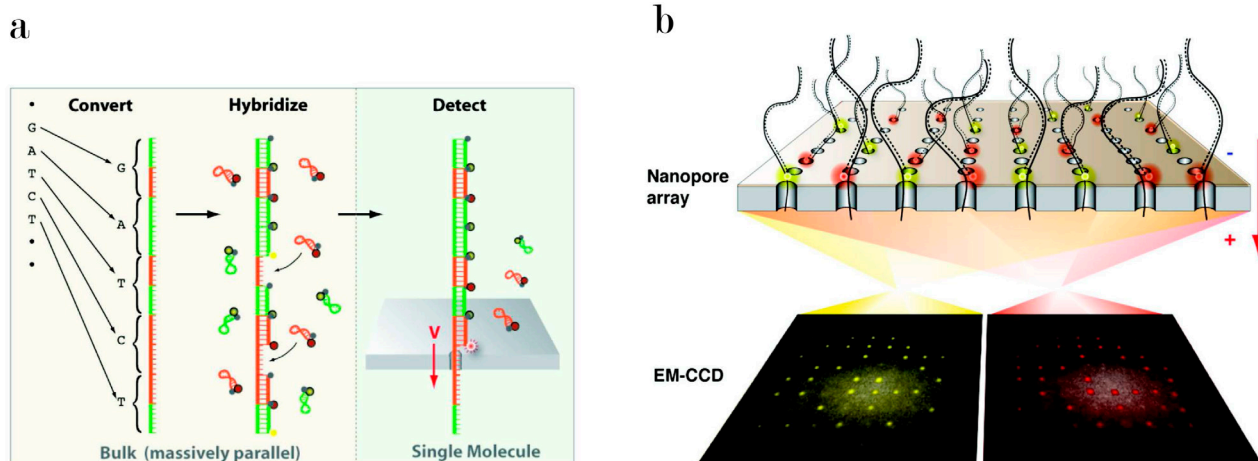 a
Convert
Hybridize
Detect
•
G
A
T
C
T
•
•
G
A
T
C
T
V
Bulk (massively parallel)
Single Molecule
b
Nanopore
array
-
+
EM-CCD